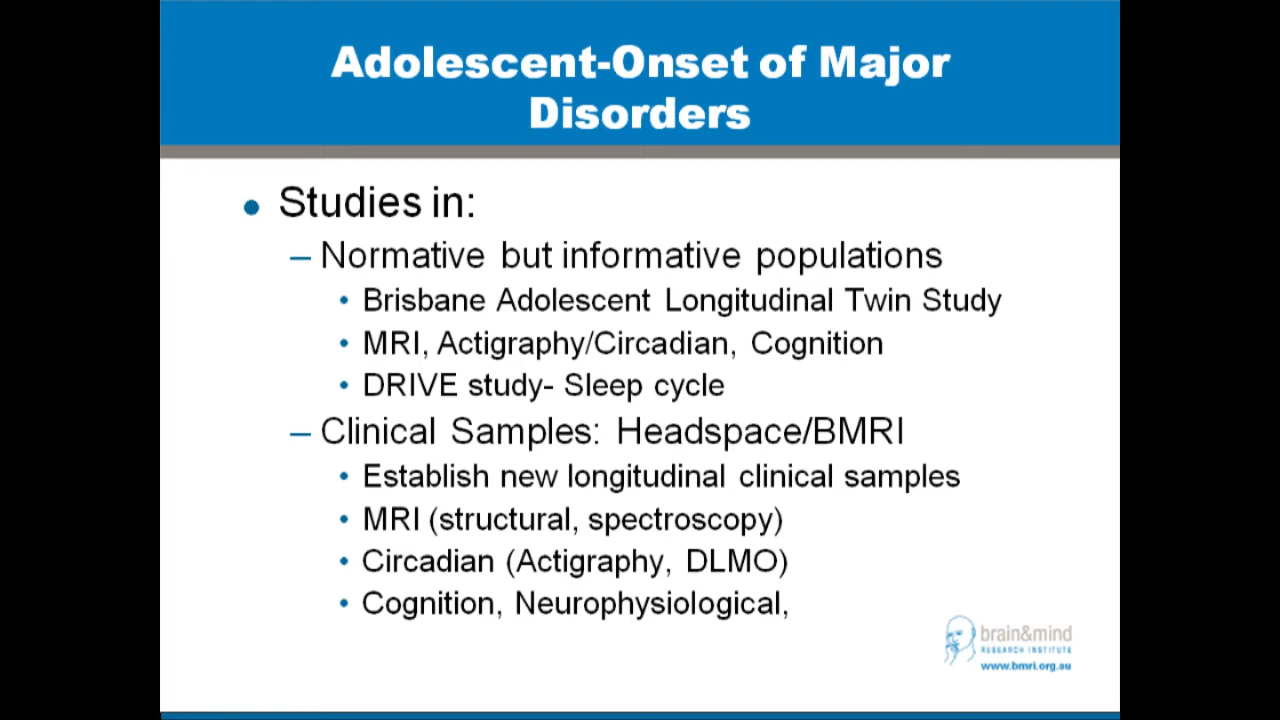 Adolescent-Onset of Major
Disorders
Studies in:
– Normative but informative populations
Brisbane Adolescent Longitudinal Twin Study
MRI, Actigraphy/Circadian, Cognition
DRIVE study- Sleep cycle
– Clinical Samples: Headspace/BMRI
Establish new longitudinal clinical samples
MRI (structural, spectroscopy)
Circadian (Actigraphy, DLMO)
Cognition, Neurophysiological,
brain&mind
RESEARCH INSTITUTE
www.bmri.org.au